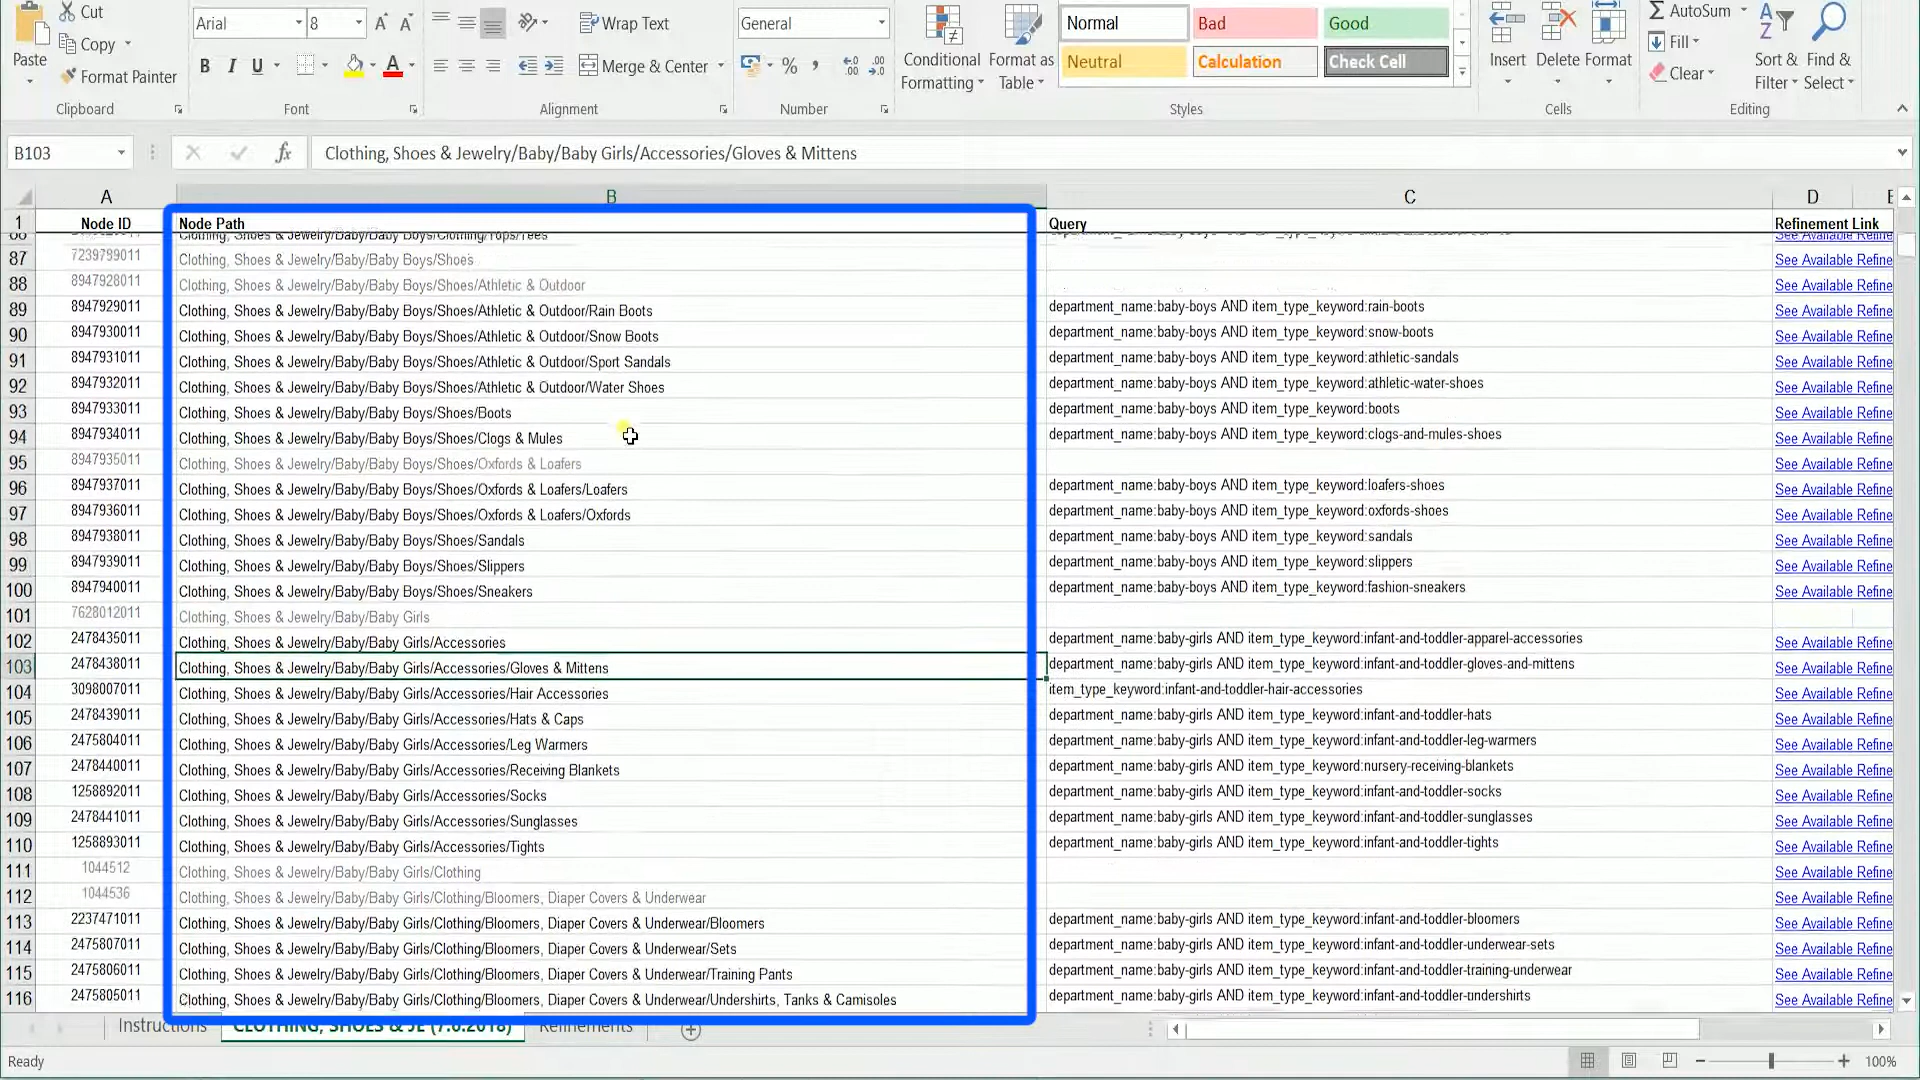 Cut
Copy
Format Painter
Paste
Clipboard
Arial 8
B I U
Font
Wrap Text
Merge & Center
Alignment
General
Number
Conditional Formatting
Format as Table
Normal Bad Good
Neutral Calculation Check Cell
Styles
Insert Delete Format
Cells
AutoSum
Fill
Clear
Sort & Filter
Find & Select
Editing
B103 fx Clothing, Shoes & Jewelry/Baby/Baby Girls/Accessories/Gloves & Mittens
A B C D
1 Node ID Node Path Query Refinement Link
Clothing, Shoes & Jewelry/Baby/Baby Boys/Clothing/Tops/Tees See Available Refine
87 7239799011 Clothing, Shoes & Jewelry/Baby/Baby Boys/Shoes See Available Refine
88 8947928011 Clothing, Shoes & Jewelry/Baby/Baby Boys/Shoes/Athletic & Outdoor See Available Refine
89 8947929011 Clothing, Shoes & Jewelry/Baby/Baby Boys/Shoes/Athletic & Outdoor/Rain Boots department_name:baby-boys AND item_type_keyword:rain-boots See Available Refine
90 8947930011 Clothing, Shoes & Jewelry/Baby/Baby Boys/Shoes/Athletic & Outdoor/Snow Boots department_name:baby-boys AND item_type_keyword:snow-boots See Available Refine
91 8947931011 Clothing, Shoes & Jewelry/Baby/Baby Boys/Shoes/Athletic & Outdoor/Sport Sandals department_name:baby-boys AND item_type_keyword:athletic-sandals See Available Refine
92 8947932011 Clothing, Shoes & Jewelry/Baby/Baby Boys/Shoes/Athletic & Outdoor/Water Shoes department_name:baby-boys AND item_type_keyword:athletic-water-shoes See Available Refine
93 8947933011 Clothing, Shoes & Jewelry/Baby/Baby Boys/Shoes/Boots department_name:baby-boys AND item_type_keyword:boots See Available Refine
94 8947934011 Clothing, Shoes & Jewelry/Baby/Baby Boys/Shoes/Clogs & Mules department_name:baby-boys AND item_type_keyword:clogs-and-mules-shoes See Available Refine
95 8947935011 Clothing, Shoes & Jewelry/Baby/Baby Boys/Shoes/Oxfords & Loafers See Available Refine
96 8947937011 Clothing, Shoes & Jewelry/Baby/Baby Boys/Shoes/Oxfords & Loafers/Loafers department_name:baby-boys AND item_type_keyword:loafers-shoes See Available Refine
97 8947936011 Clothing, Shoes & Jewelry/Baby/Baby Boys/Shoes/Oxfords & Loafers/Oxfords department_name:baby-boys AND item_type_keyword:oxfords-shoes See Available Refine
98 8947938011 Clothing, Shoes & Jewelry/Baby/Baby Boys/Shoes/Sandals department_name:baby-boys AND item_type_keyword:sandals See Available Refine
99 8947939011 Clothing, Shoes & Jewelry/Baby/Baby Boys/Shoes/Slippers department_name:baby-boys AND item_type_keyword:slippers See Available Refine
100 8947940011 Clothing, Shoes & Jewelry/Baby/Baby Boys/Shoes/Sneakers department_name:baby-boys AND item_type_keyword:fashion-sneakers See Available Refine
101 7628012011 Clothing, Shoes & Jewelry/Baby/Baby Girls
102 2478435011 Clothing, Shoes & Jewelry/Baby/Baby Girls/Accessories department_name:baby-girls AND item_type_keyword:infant-and-toddler-apparel-accessories See Available Refine
103 2478438011 Clothing, Shoes & Jewelry/Baby/Baby Girls/Accessories/Gloves & Mittens department_name:baby-girls AND item_type_keyword:infant-and-toddler-gloves-and-mittens See Available Refine
104 3098007011 Clothing, Shoes & Jewelry/Baby/Baby Girls/Accessories/Hair Accessories item_type_keyword:infant-and-toddler-hair-accessories See Available Refine
105 2478439011 Clothing, Shoes & Jewelry/Baby/Baby Girls/Accessories/Hats & Caps department_name:baby-girls AND item_type_keyword:infant-and-toddler-hats See Available Refine
106 2475804011 Clothing, Shoes & Jewelry/Baby/Baby Girls/Accessories/Leg Warmers department_name:baby-girls AND item_type_keyword:infant-and-toddler-leg-warmers See Available Refine
107 2478440011 Clothing, Shoes & Jewelry/Baby/Baby Girls/Accessories/Receiving Blankets department_name:baby-girls AND item_type_keyword:nursery-receiving-blankets See Available Refine
108 1258892011 Clothing, Shoes & Jewelry/Baby/Baby Girls/Accessories/Socks department_name:baby-girls AND item_type_keyword:infant-and-toddler-socks See Available Refine
109 2478441011 Clothing, Shoes & Jewelry/Baby/Baby Girls/Accessories/Sunglasses department_name:baby-girls AND item_type_keyword:infant-and-toddler-sunglasses See Available Refine
110 1258893011 Clothing, Shoes & Jewelry/Baby/Baby Girls/Accessories/Tights department_name:baby-girls AND item_type_keyword:infant-and-toddler-tights See Available Refine
111 1044512 Clothing, Shoes & Jewelry/Baby/Baby Girls/Clothing See Available Refine
112 1044536 Clothing, Shoes & Jewelry/Baby/Baby Girls/Clothing/Bloomers, Diaper Covers & Underwear See Available Refine
113 2237471011 Clothing, Shoes & Jewelry/Baby/Baby Girls/Clothing/Bloomers, Diaper Covers & Underwear/Bloomers department_name:baby-girls AND item_type_keyword:infant-and-toddler-bloomers See Available Refine
114 2475807011 Clothing, Shoes & Jewelry/Baby/Baby Girls/Clothing/Bloomers, Diaper Covers & Underwear/Sets department_name:baby-girls AND item_type_keyword:infant-and-toddler-underwear-sets See Available Refine
115 2475806011 Clothing, Shoes & Jewelry/Baby/Baby Girls/Clothing/Bloomers, Diaper Covers & Underwear/Training Pants department_name:baby-girls AND item_type_keyword:infant-and-toddler-training-underwear See Available Refine
116 2475805011 Clothing, Shoes & Jewelry/Baby/Baby Girls/Clothing/Bloomers, Diaper Covers & Underwear/Undershirts, Tanks & Camisoles department_name:baby-girls AND item_type_keyword:infant-and-toddler-undershirts See Available Refine
Instructions CLOTHING, SHOES & JE (7.6.2018) Refinements
Ready 100%